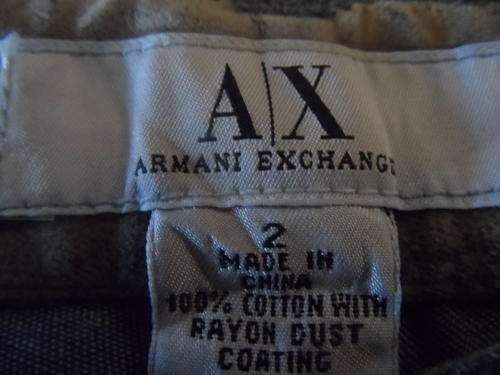 A|X
ARMANI EXCHANGE
2
MADE IN
CHINA
100% COTTON WITH
RAYON DUST
COATING